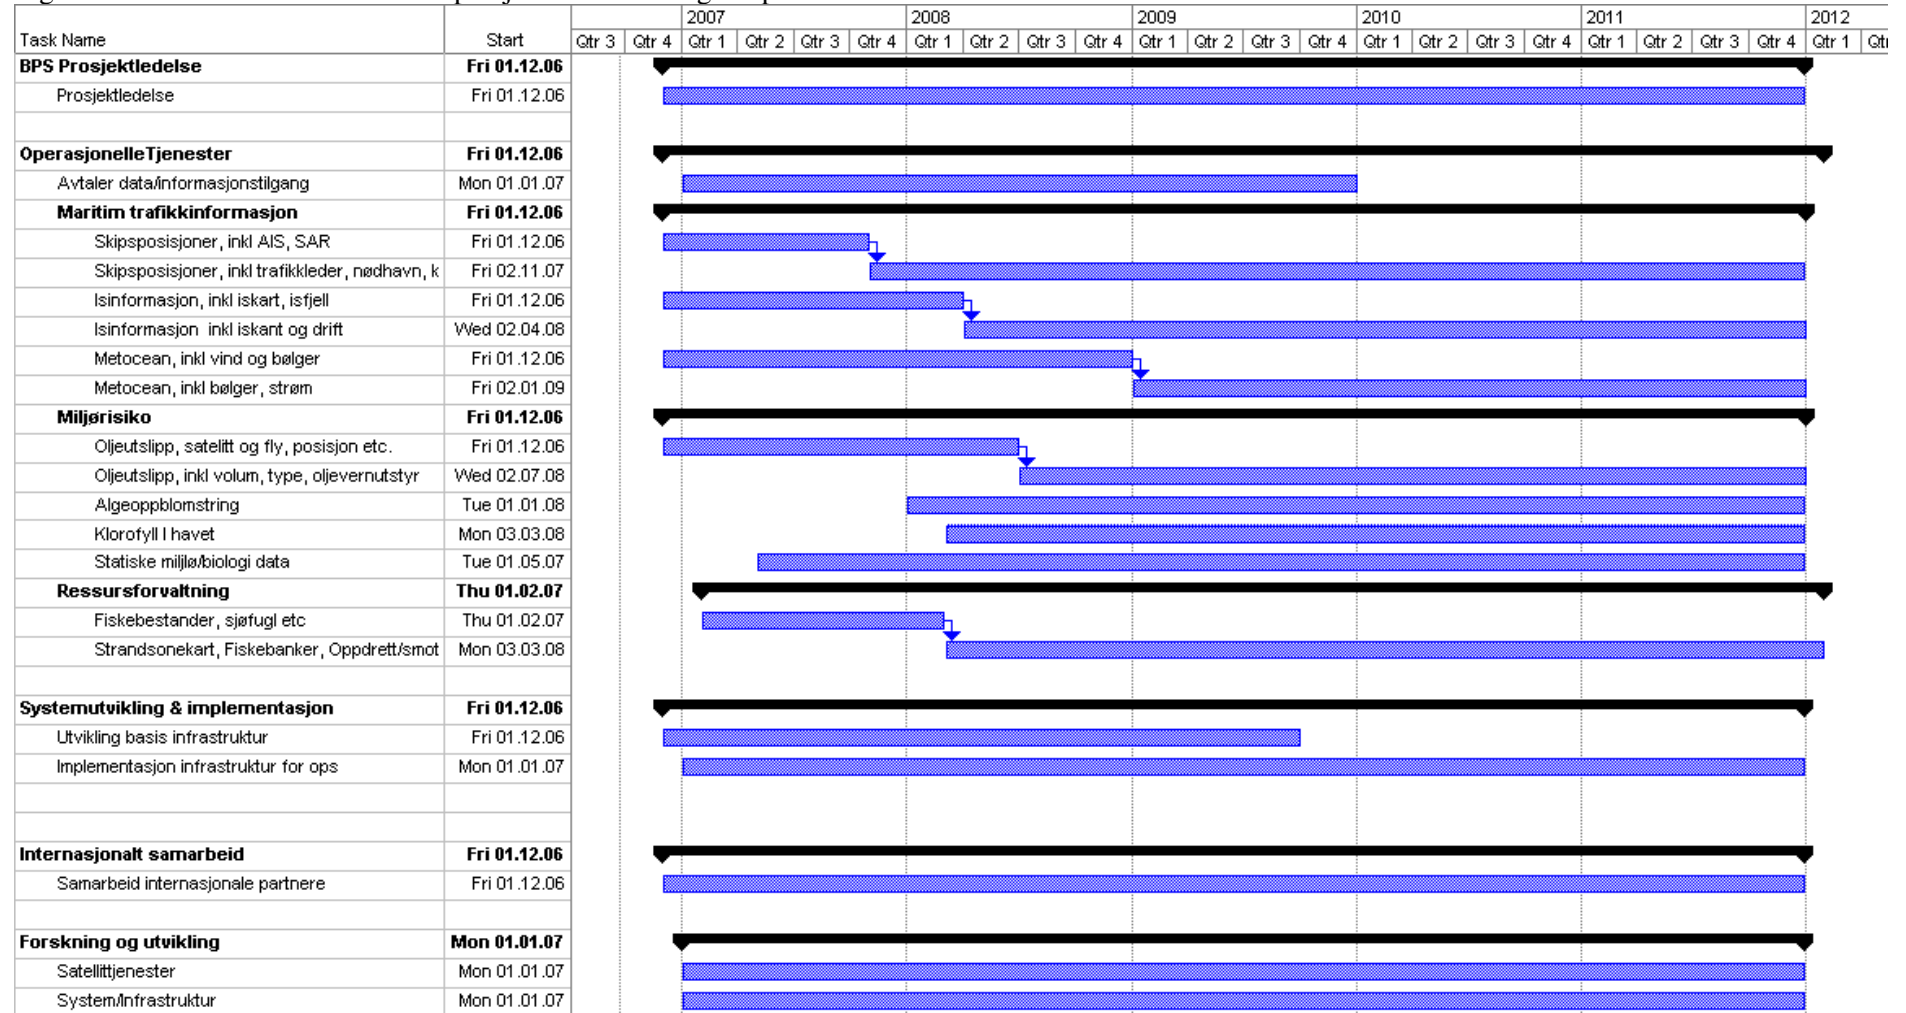 2007 2008 2009 2010 2011 2012
Task Name Start Qtr 3 Qtr 4 Qtr 1 Qtr 2 Qtr 3 Qtr 4 Qtr 1 Qtr 2 Qtr 3 Qtr 4 Qtr 1 Qtr 2 Qtr 3 Qtr 4 Qtr 1 Qtr 2 Qtr 3 Qtr 4 Qtr 1 Qtr 2 Qtr 3 Qtr 4 Qtr 1
BPS Prosjektledelse Fri 01.12.06
Prosjektledelse Fri 01.12.06
OperasjonelleTjenester Fri 01.12.06
Avtaler data/informasjonstilgang Mon 01.01.07
Maritim trafikkinformasjon Fri 01.12.06
Skipsposisjoner, inkl AIS, SAR Fri 01.12.06
Skipsposisjoner, inkl trafikkleder, nødhavn, k Fri 02.11.07
Isinformasjon, inkl iskart, isfjell Fri 01.12.06
Isinformasjon inkl iskant og drift Wed 02.04.08
Metocean, inkl vind og bølger Fri 01.12.06
Metocean, inkl bølger, strøm Fri 02.01.09
Miljørisiko Fri 01.12.06
Oljeutslipp, satelitt og fly, posisjon etc. Fri 01.12.06
Oljeutslipp, inkl volum, type, oljevernutstyr Wed 02.07.08
Algeoppblomstring Tue 01.01.08
Klorofyll I havet Mon 03.03.08
Statiske miljlø/biologi data Tue 01.05.07
Ressursforvaltning Thu 01.02.07
Fiskebestander, sjøfugl etc Thu 01.02.07
Strandsonekart, Fiskebanker, Oppdrett/smot Mon 03.03.08
Systemutvikling & implementasjon Fri 01.12.06
Utvikling basis infrastruktur Fri 01.12.06
Implementasjon infrastruktur for ops Mon 01.01.07
Internasjonalt samarbeid Fri 01.12.06
Samarbeid internasjonale partnere Fri 01.12.06
Forskning og utvikling Mon 01.01.07
Satellittjenester Mon 01.01.07
System/Infrastruktur Mon 01.01.07